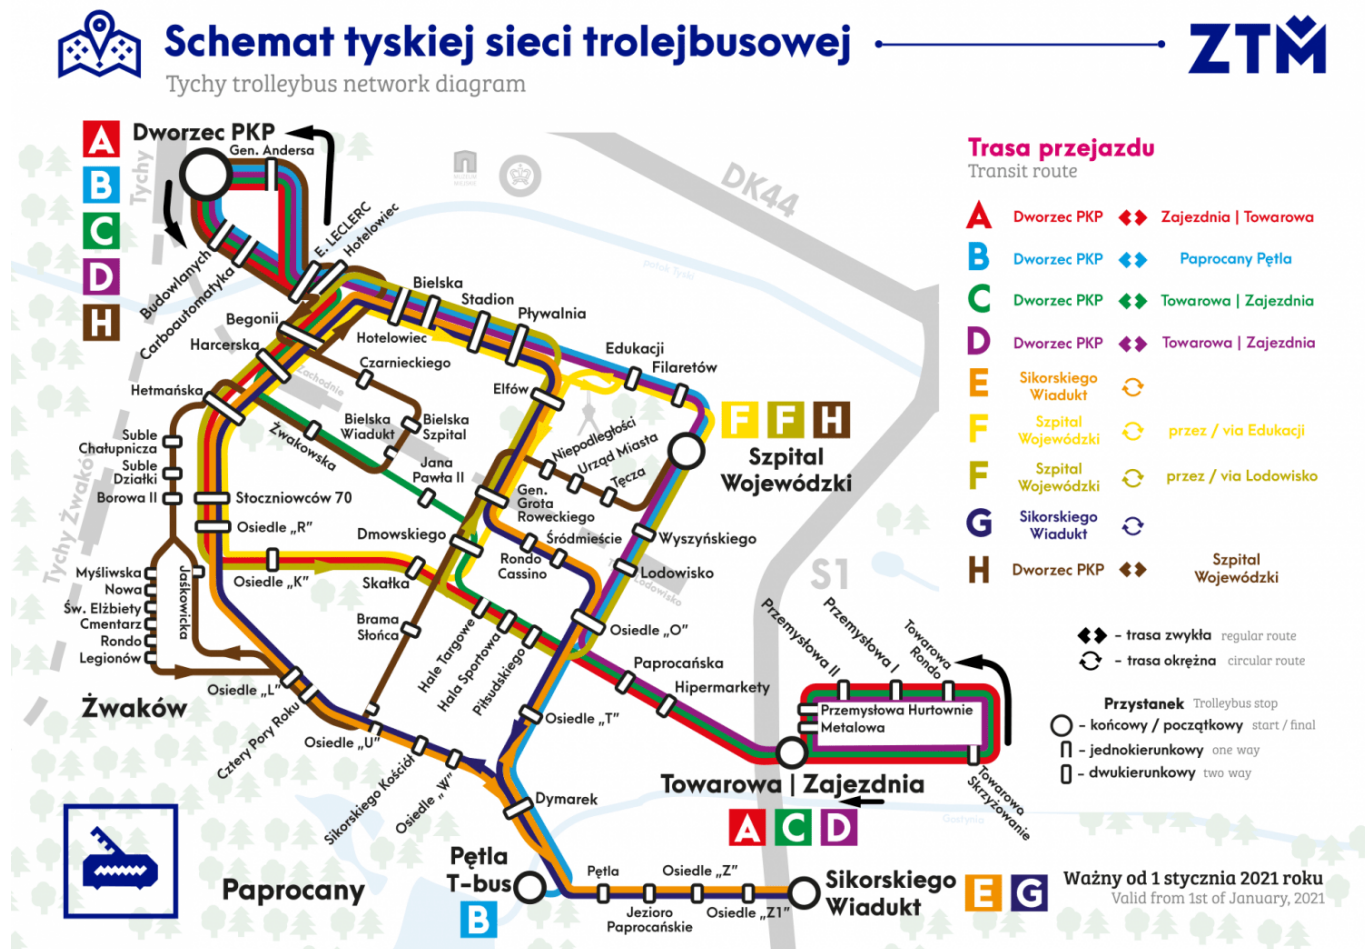 Schemat tyskiej sieci trolejbusowej
Tychy trolleybus network diagram
ZTM
A
B
C
D
H
Dworzec PKP
Gen. Andersa
Tychy
Budowlanych
Carboautomatyka
E. LECLERC
Hotelowiec
DK44
potok Tyski
Bielska
Stadion
Pływalnia
Hotelowiec
Begonii
Harcerska
Hetmańska
Czarnieckiego
Zachodnie
Edukacji
Filaretów
Elfów
F F H
Szpital
Wojewódzki
Suble
Chałupnicza
Suble
Działki
Borowa II
Żwakowska
Bielska
Wiadukt
Bielska
Szpital
Jana
Pawła II
Niepodległości
Urząd Miasta
Tęcza
Stoczniowców 70
Osiedle „R”
Tychy Żwaków
Gen.
Grota
Roweckiego
Dmowskiego
Śródmieście
Rondo
Cassino
Wyszyńskiego
Lodowisko
Lodowisko
S1
Osiedle „K”
Skałka
Myśliwska
Nowa
Św. Elżbiety
Cmentarz
Rondo
Legionów
Jaśkowicka
Brama
Słońca
Hale Targowe
Hala Sportowa
Piłsudskiego
Osiedle „O”
Paprocańska
Hipermarkety
Przemysłowa II
Przemysłowa I
Towarowa
Rondo
Przemysłowa Hurtownie
Metalowa
Towarowa
Skrzyżowanie
Towarowa | Zajezdnia
A C D
Żwaków
Osiedle „L”
Cztery Pory Roku
Osiedle „U”
Sikorskiego Kościół
Osiedle „W”
Osiedle „T”
Dymarek
Gostynia
Pętla
T-bus
B
Paprocany
Pętla
Jezioro
Paprocańskie
Osiedle „Z”
Osiedle „Z1”
Sikorskiego
Wiadukt
E G
Trasa przejazdu
Transit route
A Dworzec PKP Zajezdnia | Towarowa
B Dworzec PKP Paprocany Pętla
C Dworzec PKP Towarowa | Zajezdnia
D Dworzec PKP Towarowa | Zajezdnia
E Sikorskiego
Wiadukt
F Szpital
Wojewódzki
przez / via Edukacji
F Szpital
Wojewódzki
przez / via Lodowisko
G Sikorskiego
Wiadukt
H Dworzec PKP Szpital
Wojewódzki
- trasa zwykła regular route
- trasa okrężna circular route
Przystanek Trolleybus stop
- końcowy / początkowy start / final
- jednokierunkowy one way
- dwukierunkowy two way
Ważny od 1 stycznia 2021 roku
Valid from 1st of January, 2021